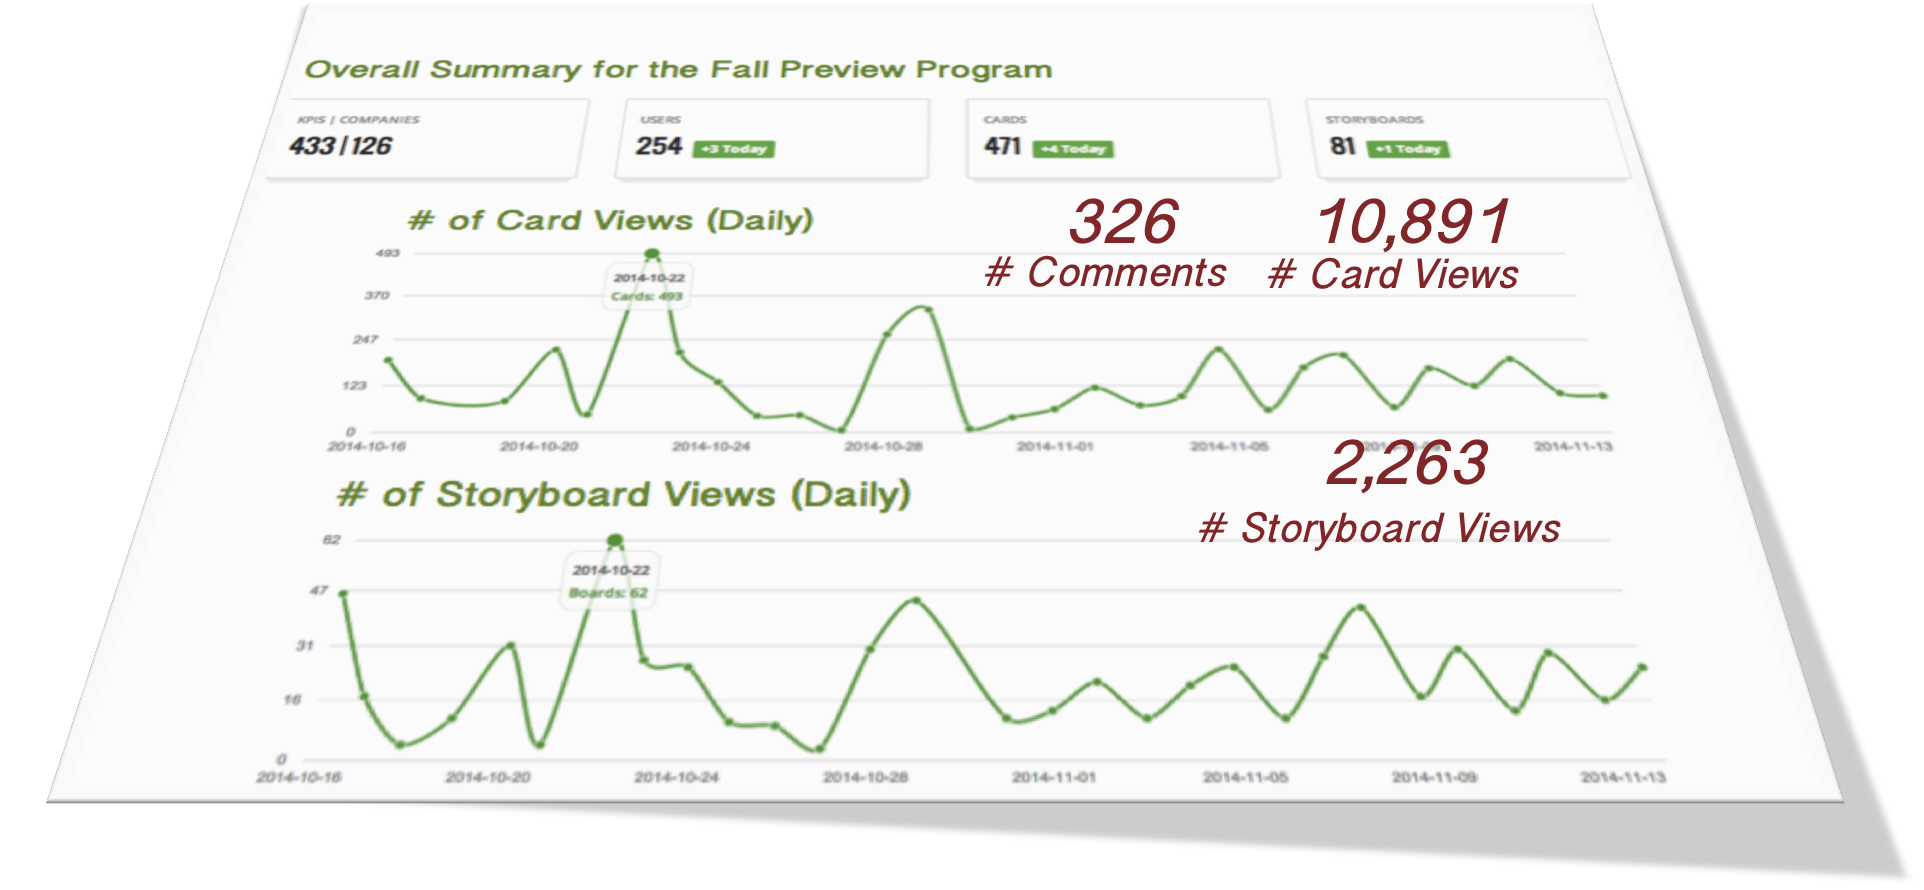 Overall Summary for the Fall Preview Program
KPIS | COMPANIES
433 / 126
USERS
254 +3 Today
CARDS
471 +4 Today
STORYBOARDS
81 +1 Today
# of Card Views (Daily)
326
# Comments
10,891
# Card Views
493
370
247
123
0
2014-10-22
Cards: 493
2014-10-16 2014-10-20 2014-10-24 2014-10-28 2014-11-01 2014-11-05 2014-11-13
# of Storyboard Views (Daily)
2,263
# Storyboard Views
62
47
31
16
0
2014-10-22
Boards: 62
2014-10-16 2014-10-20 2014-10-24 2014-10-28 2014-11-01 2014-11-05 2014-11-09 2014-11-13